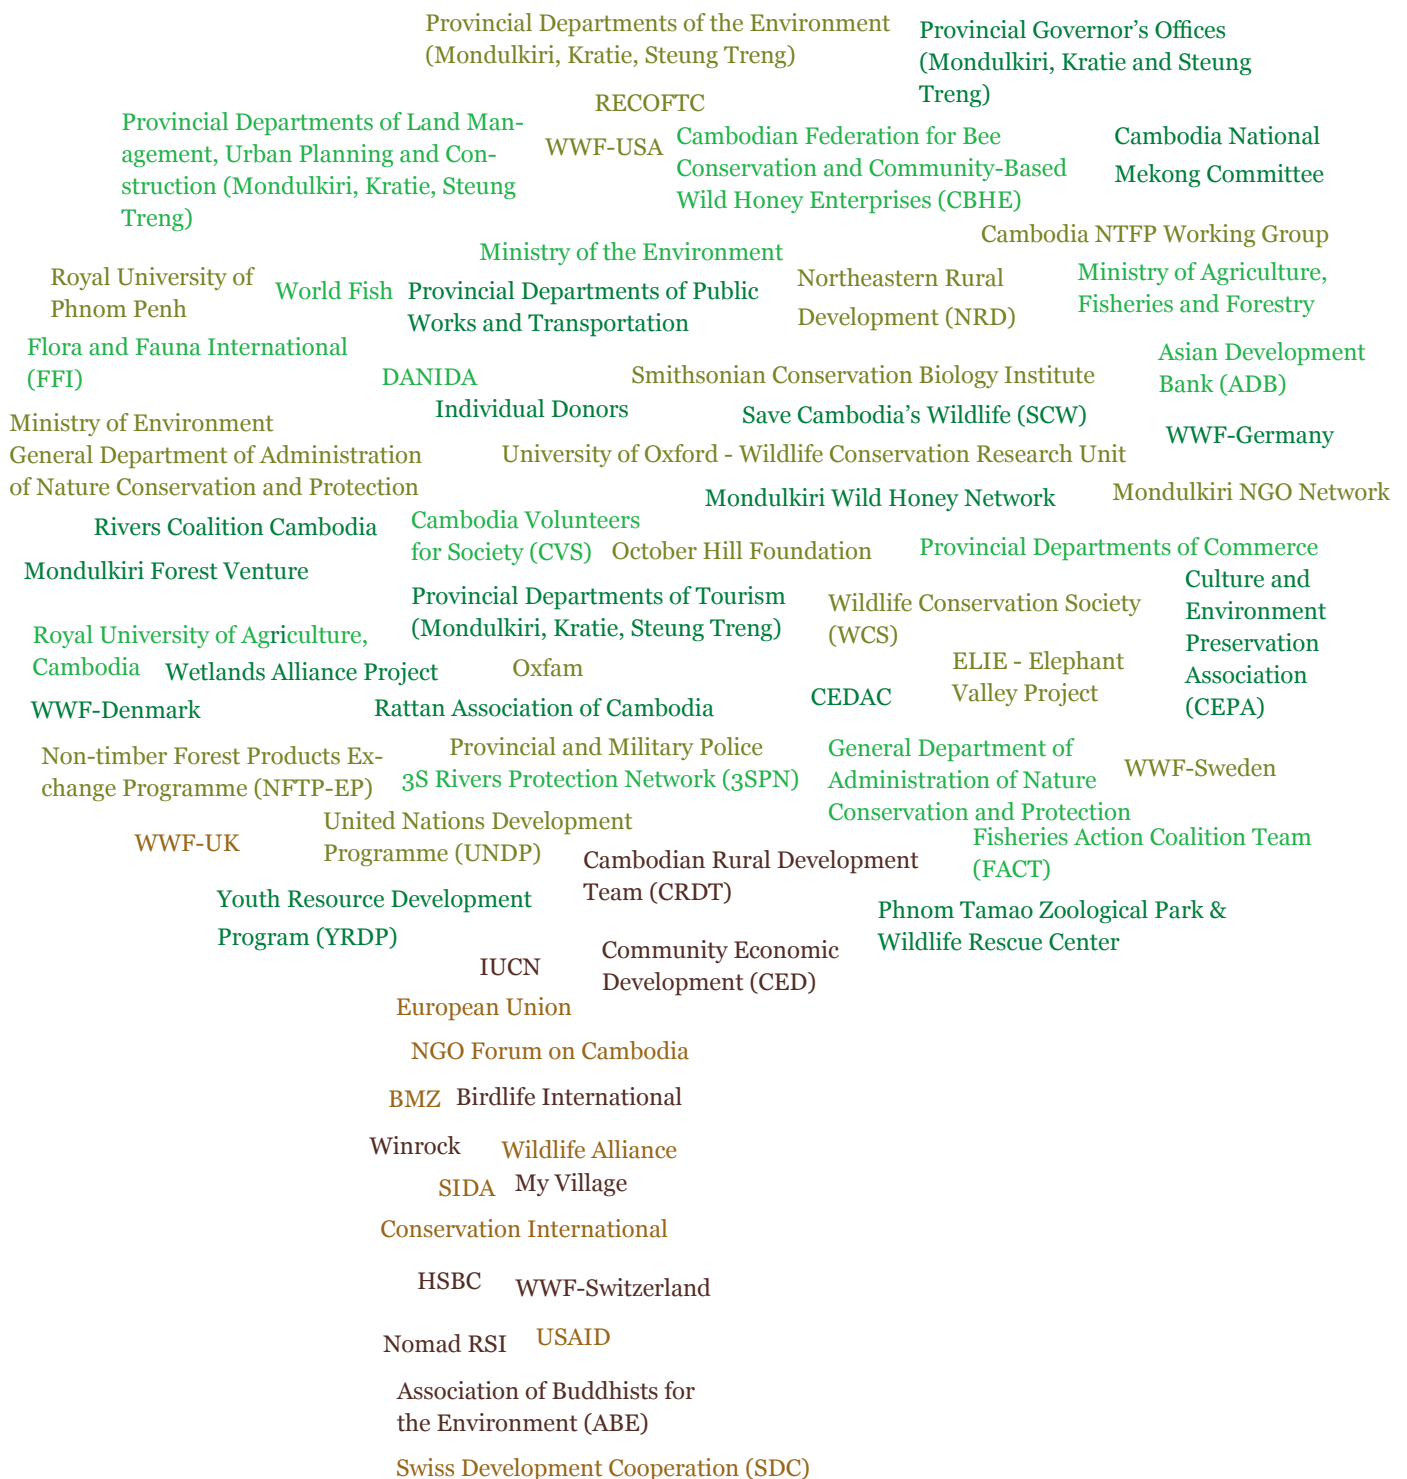 Provincial Departments of the Environment
(Mondulkiri, Kratie, Steung Treng)
Provincial Governor’s Offices
(Mondulkiri, Kratie and Steung
Treng)
RECOFTC
Provincial Departments of Land Man-
agement, Urban Planning and Con-
struction (Mondulkiri, Kratie, Steung
Treng)
WWF-USA
Cambodian Federation for Bee
Conservation and Community-Based
Wild Honey Enterprises (CBHE)
Cambodia National
Mekong Committee
Cambodia NTFP Working Group
Ministry of the Environment
Royal University of
Phnom Penh
World Fish
Provincial Departments of Public
Works and Transportation
Northeastern Rural
Development (NRD)
Ministry of Agriculture,
Fisheries and Forestry
Flora and Fauna International
(FFI)
DANIDA
Smithsonian Conservation Biology Institute
Asian Development
Bank (ADB)
Individual Donors
Save Cambodia’s Wildlife (SCW)
WWF-Germany
Ministry of Environment
General Department of Administration
of Nature Conservation and Protection
University of Oxford - Wildlife Conservation Research Unit
Mondulkiri Wild Honey Network
Mondulkiri NGO Network
Rivers Coalition Cambodia
Cambodia Volunteers
for Society (CVS)
October Hill Foundation
Provincial Departments of Commerce
Mondulkiri Forest Venture
Culture and
Environment
Preservation
Association
(CEPA)
Provincial Departments of Tourism
(Mondulkiri, Kratie, Steung Treng)
Wildlife Conservation Society
(WCS)
Royal University of Agriculture,
Cambodia
Wetlands Alliance Project
Oxfam
ELIE - Elephant
Valley Project
WWF-Denmark
Rattan Association of Cambodia
CEDAC
Non-timber Forest Products Ex-
change Programme (NFTP-EP)
Provincial and Military Police
3S Rivers Protection Network (3SPN)
General Department of
Administration of Nature
Conservation and Protection
WWF-Sweden
WWF-UK
United Nations Development
Programme (UNDP)
Cambodian Rural Development
Team (CRDT)
Fisheries Action Coalition Team
(FACT)
Youth Resource Development
Program (YRDP)
Phnom Tamao Zoological Park &
Wildlife Rescue Center
IUCN
Community Economic
Development (CED)
European Union
NGO Forum on Cambodia
BMZ
Birdlife International
Winrock
Wildlife Alliance
SIDA
My Village
Conservation International
HSBC
WWF-Switzerland
Nomad RSI
USAID
Association of Buddhists for
the Environment (ABE)
Swiss Development Cooperation (SDC)